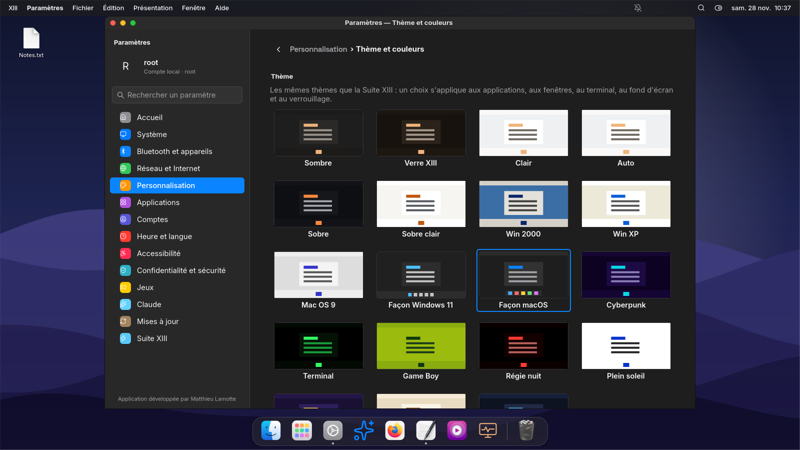 XIII Paramètres Fichier Édition Présentation Fenêtre Aide sam. 28 nov. 10:37
Paramètres — Thème et couleurs
Notes.txt
Paramètres
R
root
Compte local · root
Rechercher un paramètre
Accueil
Système
Bluetooth et appareils
Réseau et Internet
Personnalisation
Applications
Comptes
Heure et langue
Accessibilité
Confidentialité et sécurité
Jeux
Claude
Mises à jour
Suite XIII
Application développée par Matthieu Lamotte
Personnalisation › Thème et couleurs
Thème
Les mêmes thèmes que la Suite XIII : un choix s'applique aux applications, aux fenêtres, au terminal, au fond d'écran
et au verrouillage.
Sombre Verre XIII Clair Auto
Sobre Sobre clair Win 2000 Win XP
Mac OS 9 Façon Windows 11 Façon macOS Cyberpunk
Terminal Game Boy Régie nuit Plein soleil